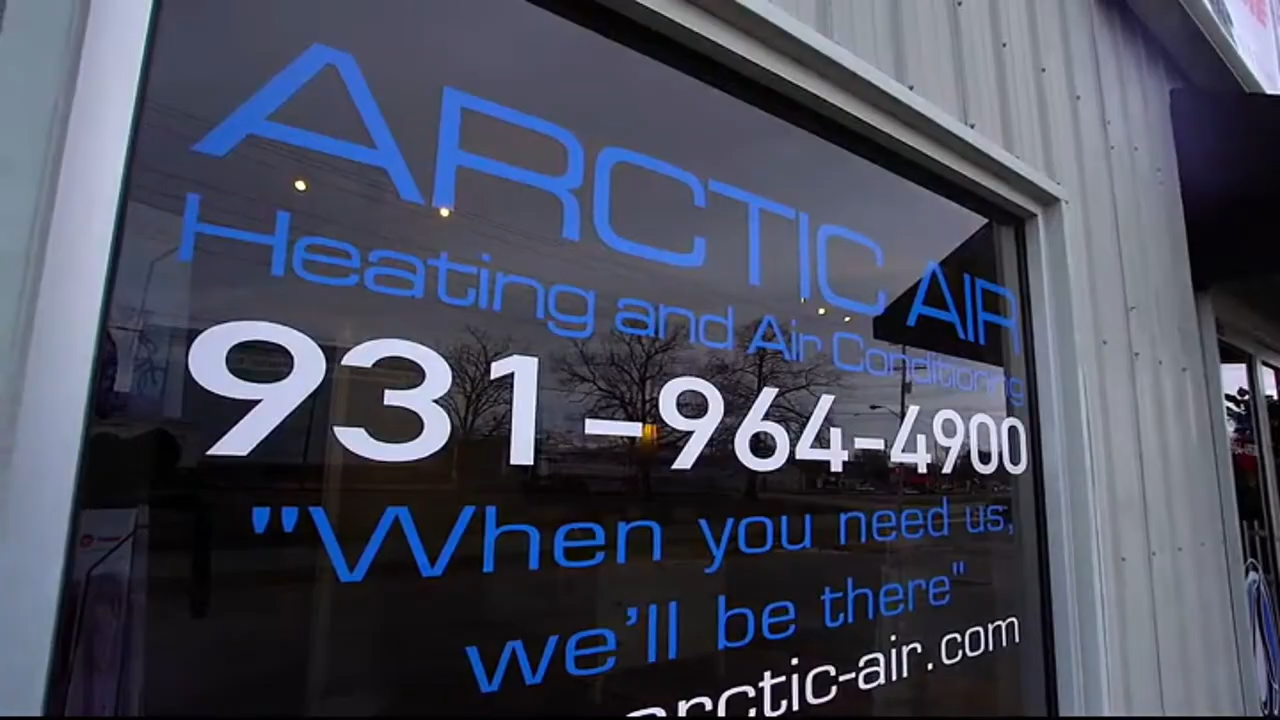 ARCTIC AIR
Heating and Air Conditioning
931-964-4900
"When you need us,
we'll be there"
arctic-air.com